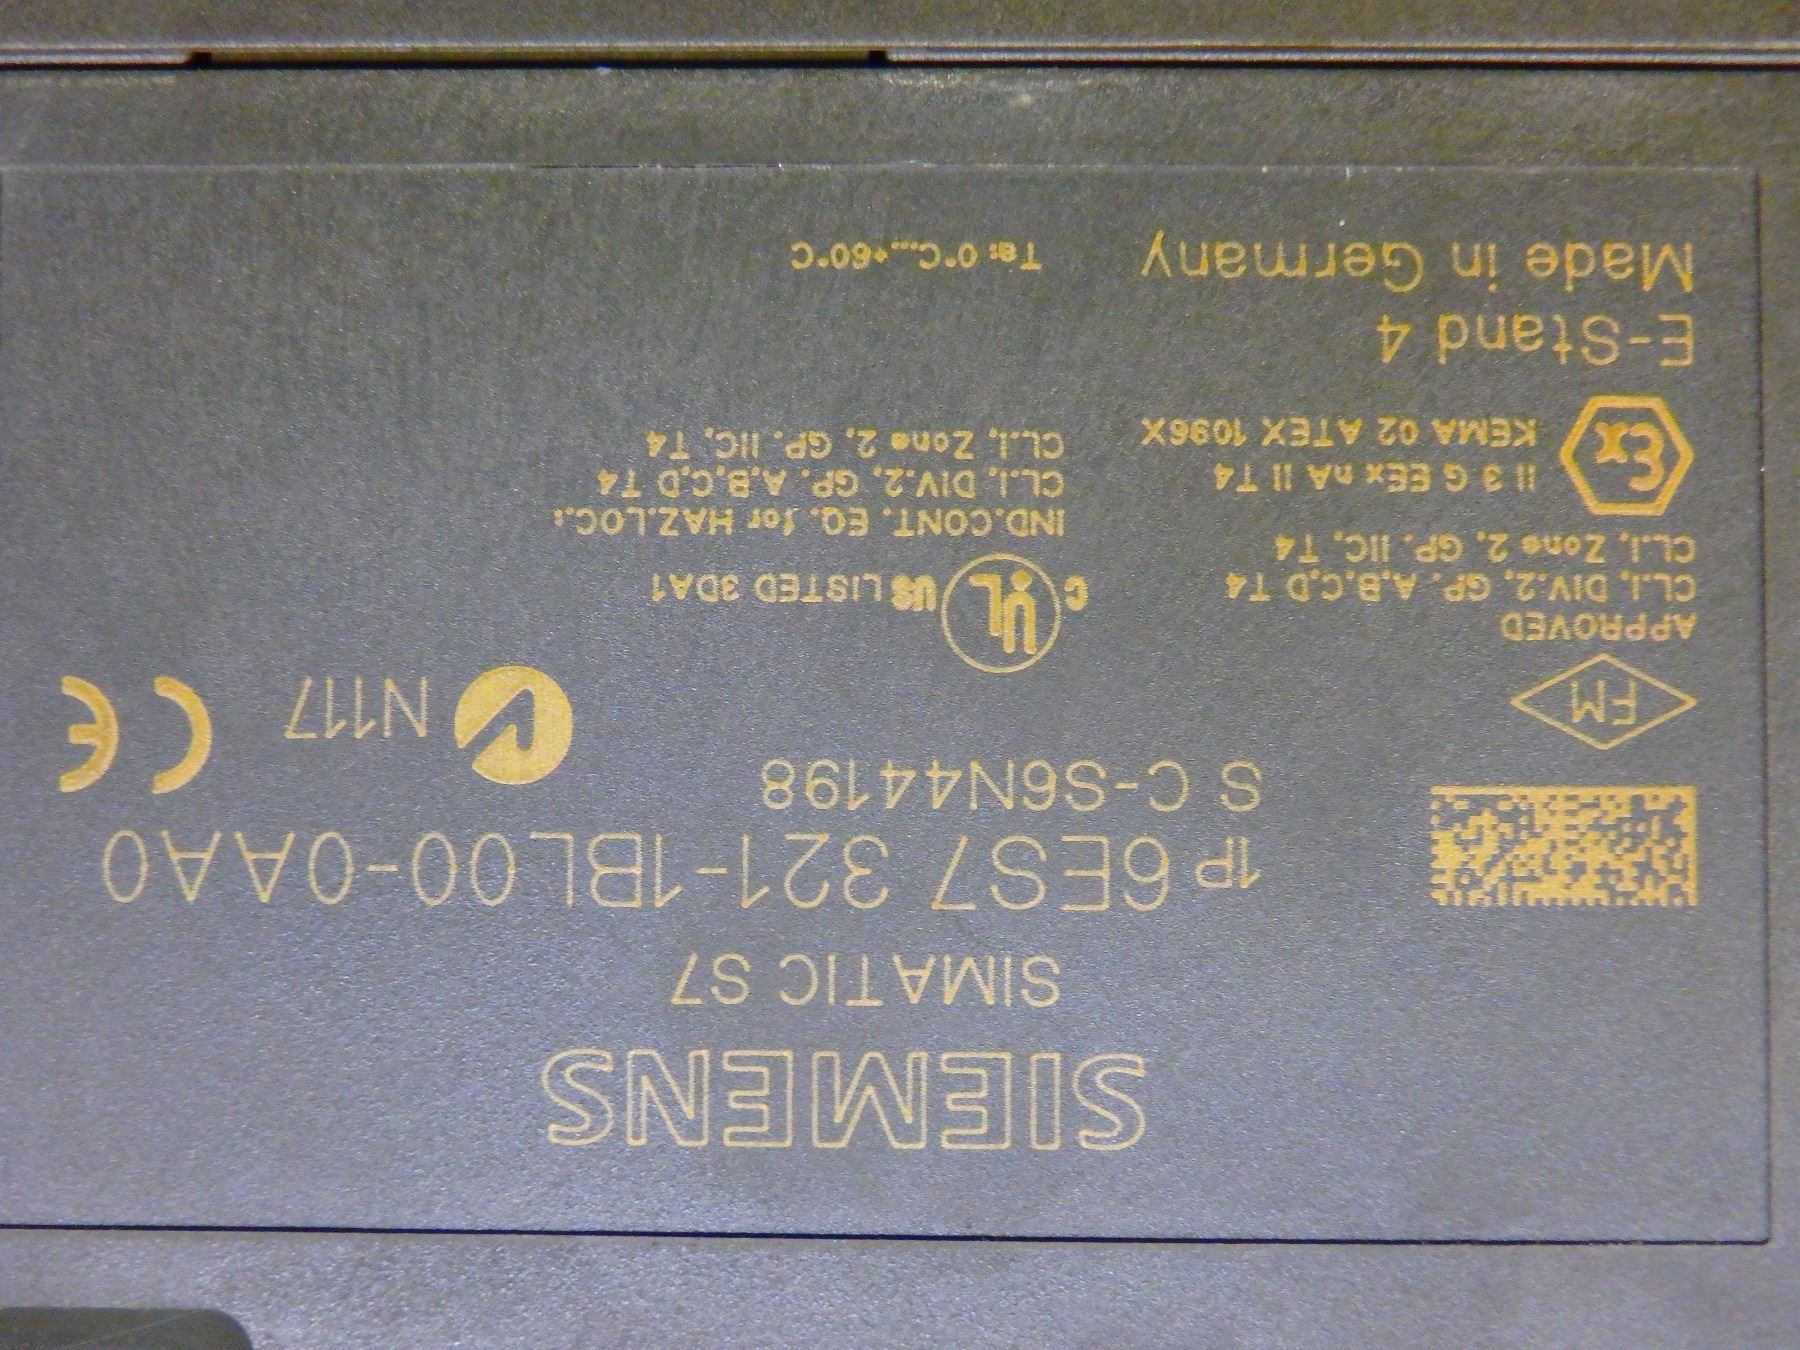 SIEMENS
SIMATIC S7
1P 6ES7 321-1BL00-0AA0
S C-S6N44198
N117 CE
FM
APPROVED
CL.I, DIV.2, GP. A,B,C,D T4
CL.I, Zone 2, GP. IIC, T4
C UL US LISTED 3DA1
IND.CONT. EQ. for HAZ.LOC.:
CL.I, DIV.2, GP. A,B,C,D T4
CL.I, Zone 2, GP. IIC, T4
Ex
II 3 G EEx nA II T4
KEMA 02 ATEX 1096X
E-Stand 4
Made in Germany
Ta: 0°C...+60°C